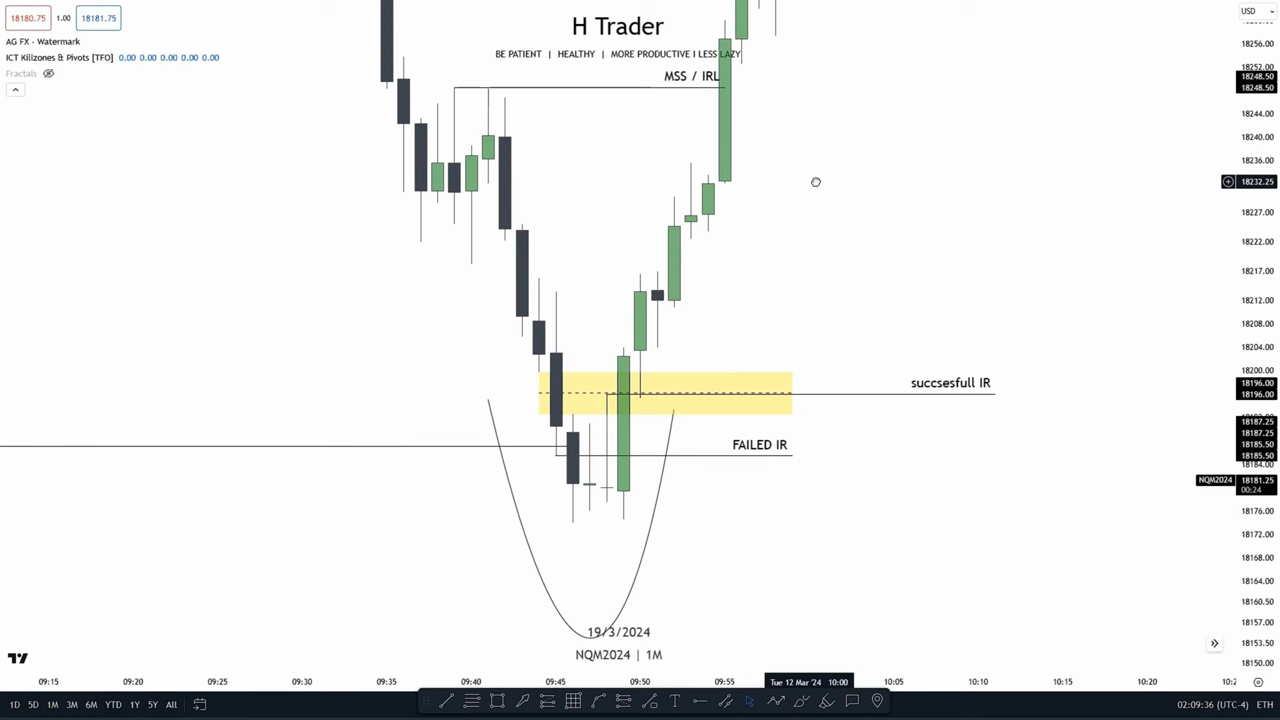 18180.75 1.00 18181.75
AG FX - Watermark
ICT Killzones & Pivots [TFO] 0.00 0.00 0.00 0.00 0.00
Fractals
H Trader
BE PATIENT | HEALTHY | MORE PRODUCTIVE I LESS LAZY
MSS / IRL
succsesfull IR
FAILED IR
19/3/2024
NQM2024 | 1M
USD
18256.00
18252.00
18248.50
18248.50
18244.00
18240.00
18236.00
18232.25
18227.00
18222.00
18217.00
18212.00
18208.00
18204.00
18200.00
18196.00
18196.00
18187.25
18187.25
18185.50
18185.50
18184.00
NQM2024 18181.25
00:24
18176.00
18172.00
18168.00
18164.00
18160.50
18157.00
18153.50
18150.00
09:15 09:20 09:25 09:30 09:35 09:40 09:45 09:50 09:55 Tue 12 Mar '24 10:00 10:05 10:10 10:15 10:20
1D 5D 1M 3M 6M YTD 1Y 5Y All
02:09:36 (UTC-4) ETH